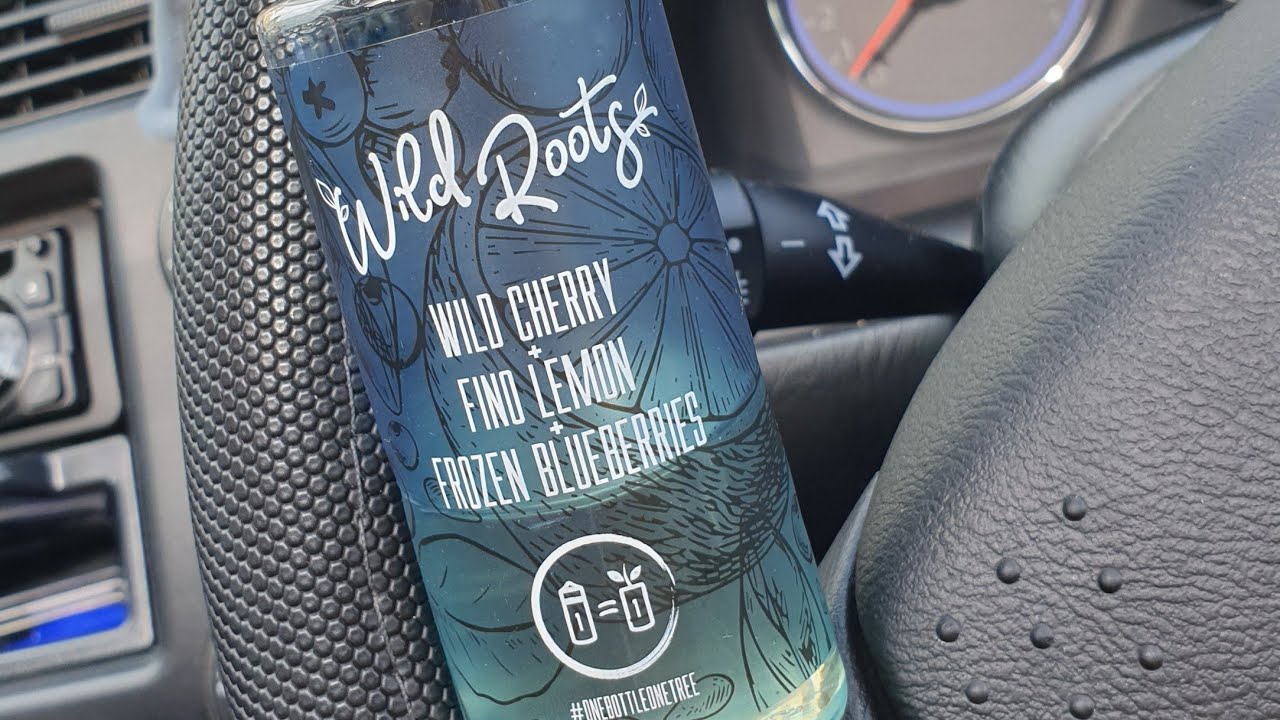 Wild Roots
WILD CHERRY
+
FINO LEMON
+
FROZEN BLUEBERRIES
1 = 1
#ONEBOTTLEONETREE